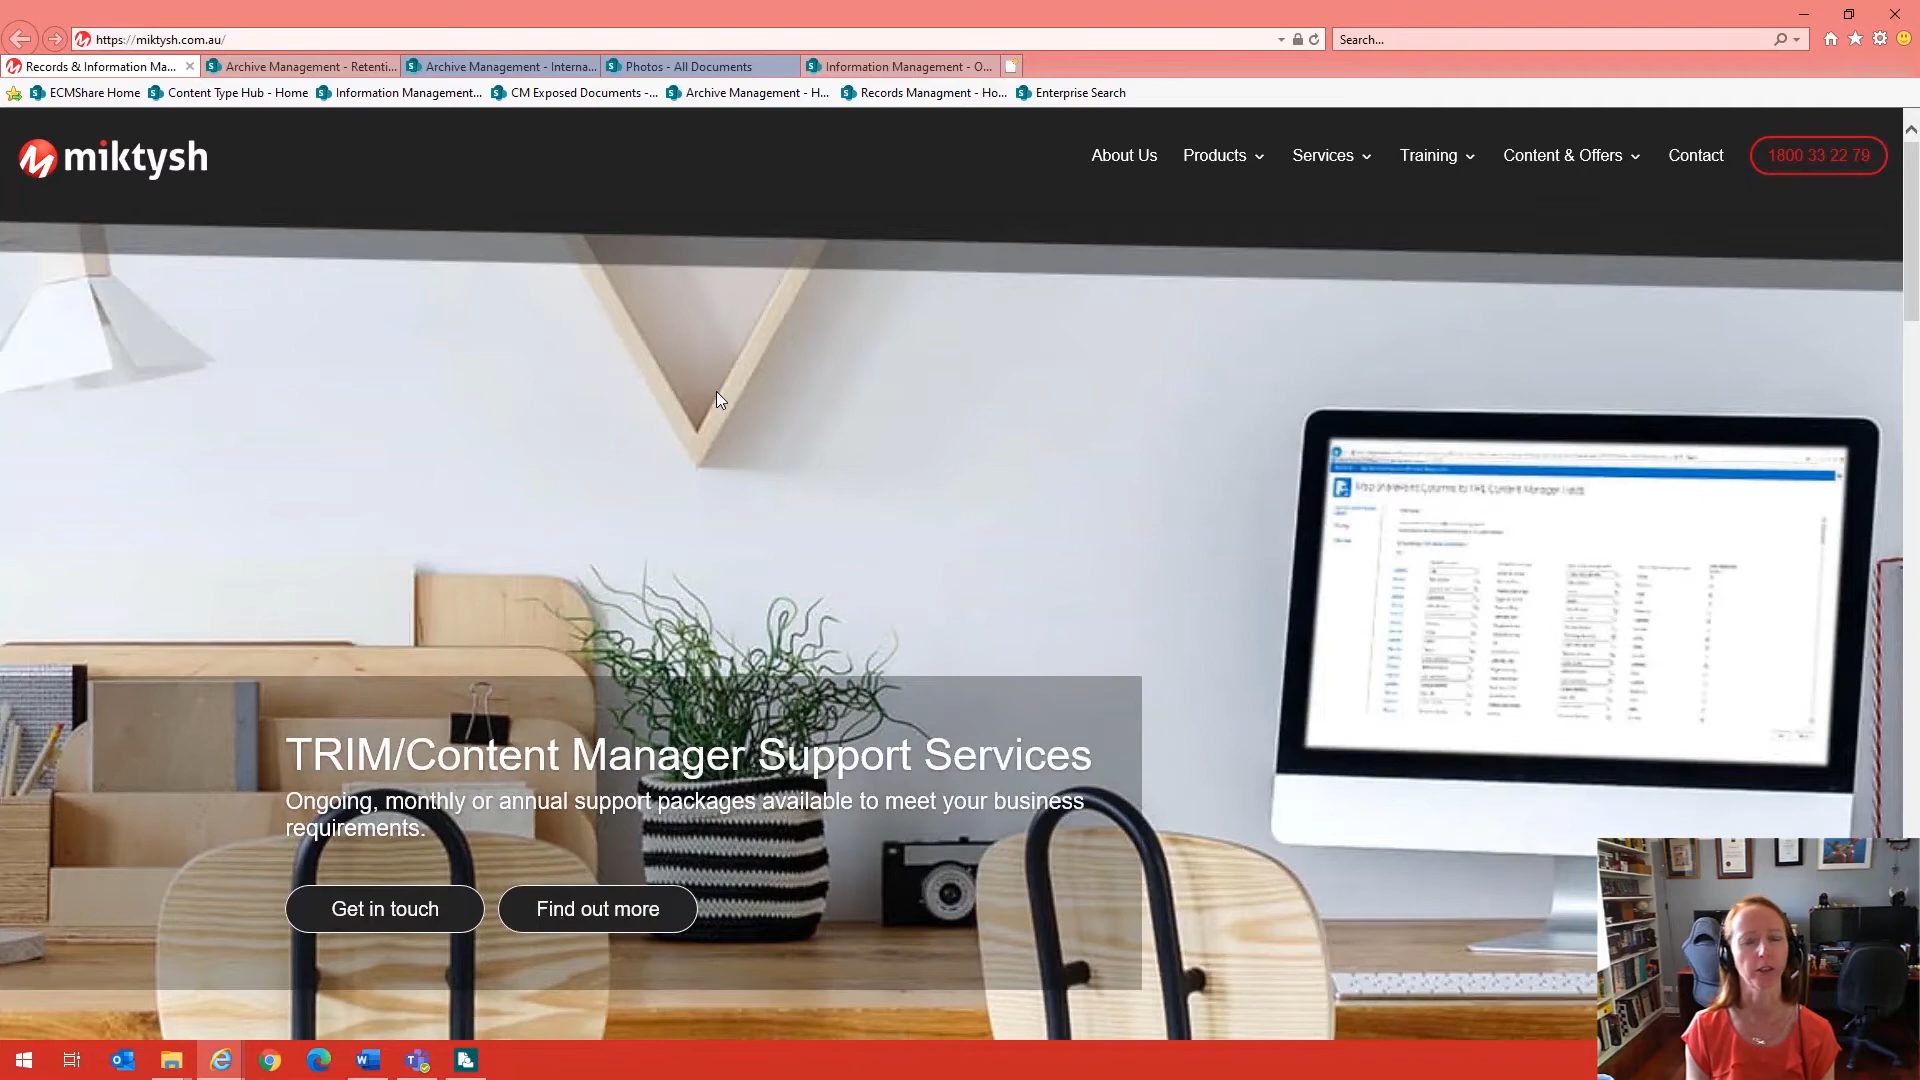 https://miktysh.com.au/
Search...
Records & Information Ma...
Archive Management - Retenti...
Archive Management - Interna...
Photos - All Documents
Information Management - O...
ECMShare Home
Content Type Hub - Home
Information Management...
CM Exposed Documents -...
Archive Management - H...
Records Managment - Ho...
Enterprise Search
miktysh
About Us
Products
Services
Training
Content & Offers
Contact
1800 33 22 79
TRIM/Content Manager Support Services
Ongoing, monthly or annual support packages available to meet your business
requirements.
Get in touch
Find out more